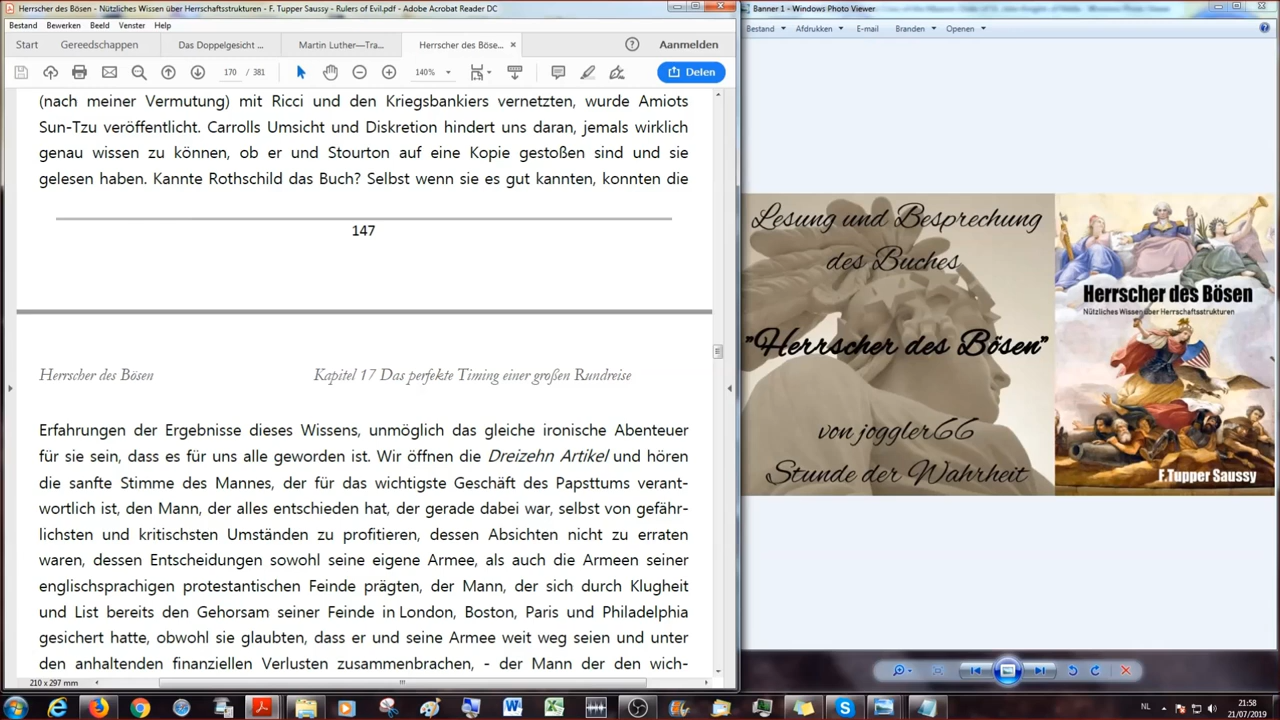 Herrscher des Bösen - Nützliches Wissen über Herrschaftsstrukturen - F. Tupper Saussy - Rulers of Evil.pdf - Adobe Acrobat Reader DC
Bestand Bewerken Beeld Venster Help
Start Gereedschappen Das Doppelgesicht ... Martin Luther—Tra... Herrscher des Böse... × Aanmelden
170 / 381 140% Delen
(nach meiner Vermutung) mit Ricci und den Kriegsbankiers vernetzten, wurde Amiots
Sun-Tzu veröffentlicht. Carrolls Umsicht und Diskretion hindert uns daran, jemals wirklich
genau wissen zu können, ob er und Stourton auf eine Kopie gestoßen sind und sie
gelesen haben. Kannte Rothschild das Buch? Selbst wenn sie es gut kannten, konnten die
147
Herrscher des Bösen Kapitel 17 Das perfekte Timing einer großen Rundreise
Erfahrungen der Ergebnisse dieses Wissens, unmöglich das gleiche ironische Abenteuer
für sie sein, dass es für uns alle geworden ist. Wir öffnen die Dreizehn Artikel und hören
die sanfte Stimme des Mannes, der für das wichtigste Geschäft des Papsttums verant-
wortlich ist, den Mann, der alles entschieden hat, der gerade dabei war, selbst von gefähr-
lichsten und kritischsten Umständen zu profitieren, dessen Absichten nicht zu erraten
waren, dessen Entscheidungen sowohl seine eigene Armee, als auch die Armeen seiner
englischsprachigen protestantischen Feinde prägten, der Mann, der sich durch Klugheit
und List bereits den Gehorsam seiner Feinde in London, Boston, Paris und Philadelphia
gesichert hatte, obwohl sie glaubten, dass er und seine Armee weit weg seien und unter
den anhaltenden finanziellen Verlusten zusammenbrachen, - der Mann der den wich-
210 x 297 mm
Banner 1 - Windows Photo Viewer
Bestand Afdrukken E-mail Branden Openen
Lesung und Besprechung
des Buches
"Herrscher des Bösen"
von joggler66
Stunde der Wahrheit
Herrscher des Bösen
Nützliches Wissen über Herrschaftsstrukturen
F.Tupper Saussy
NL 21:58
21/07/2019